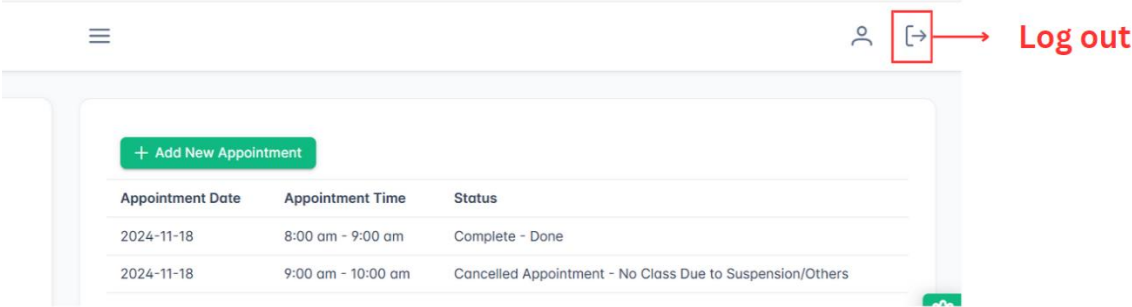 Log out
+ Add New Appointment
Appointment Date Appointment Time Status
2024-11-18 8:00 am - 9:00 am Complete - Done
2024-11-18 9:00 am - 10:00 am Cancelled Appointment - No Class Due to Suspension/Others